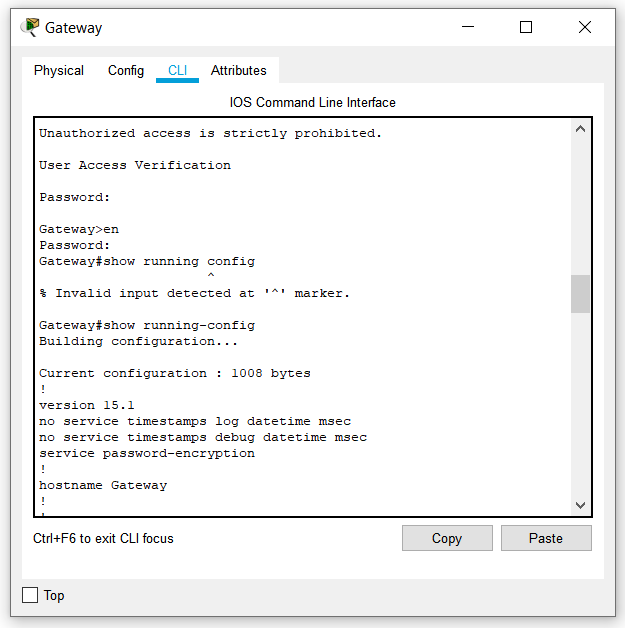 Gateway
Physical Config CLI Attributes
IOS Command Line Interface
Unauthorized access is strictly prohibited.
User Access Verification
Password:
Gateway>en
Password:
Gateway#show running config
^
% Invalid input detected at '^' marker.
Gateway#show running-config
Building configuration...
Current configuration : 1008 bytes
!
version 15.1
no service timestamps log datetime msec
no service timestamps debug datetime msec
service password-encryption
!
hostname Gateway
!
!
Ctrl+F6 to exit CLI focus
Copy Paste
Top